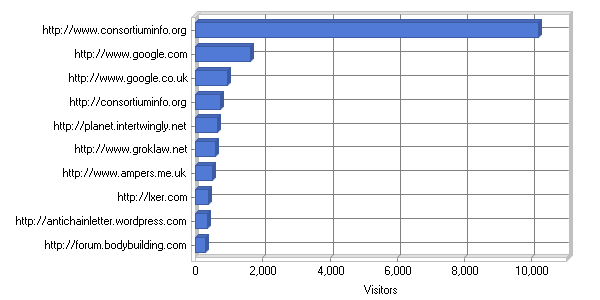 http://www.consortiuminfo.org
http://www.google.com
http://www.google.co.uk
http://consortiuminfo.org
http://planet.intertwingly.net
http://www.groklaw.net
http://www.ampers.me.uk
http://lxer.com
http://antichainletter.wordpress.com
http://forum.bodybuilding.com
0 2,000 4,000 6,000 8,000 10,000
Visitors